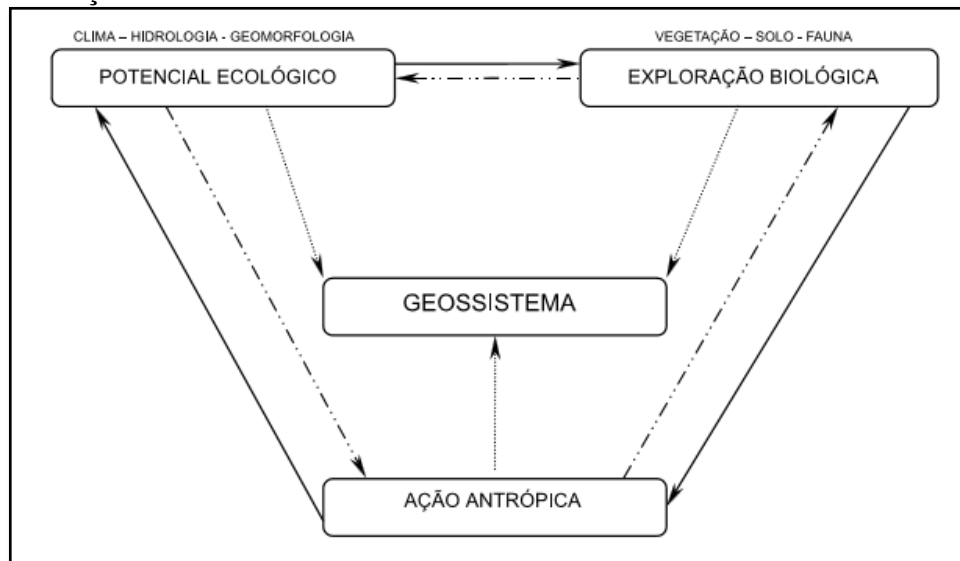 CLIMA – HIDROLOGIA - GEOMORFOLOGIA
VEGETAÇÃO – SOLO - FAUNA
POTENCIAL ECOLÓGICO
EXPLORAÇÃO BIOLÓGICA
GEOSSISTEMA
AÇÃO ANTRÓPICA